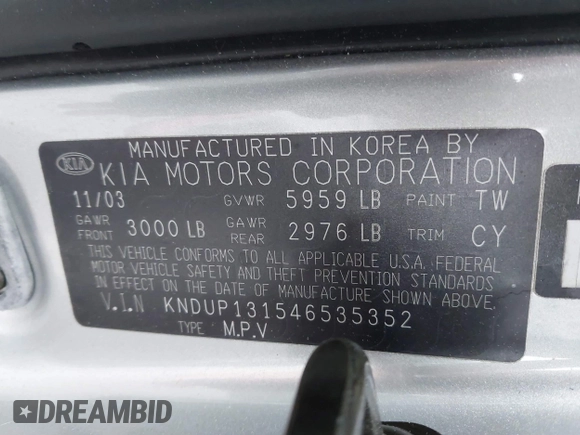 MANUFACTURED IN KOREA BY
KIA KIA MOTORS CORPORATION
11/03 GVWR 5959 LB PAINT TW
GAWR FRONT 3000 LB GAWR REAR 2976 LB TRIM CY
THIS VEHICLE CONFORMS TO ALL APPLICABLE U.S.A. FEDERAL
MOTOR VEHICLE SAFETY AND THEFT PREVENTION STANDARDS
IN EFFECT ON THE DATE OF MANUFACTURE SHOWN ABOVE.
V.I.N KNDUP131546535352
TYPE M.P.V
DREAMBID